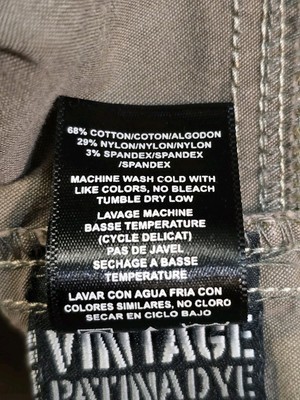 68% COTTON/COTON/ALGODON
29% NYLON/NYLON/NYLON
3% SPANDEX/SPANDEX
/SPANDEX
MACHINE WASH COLD WITH
LIKE COLORS, NO BLEACH
TUMBLE DRY LOW
LAVAGE MACHINE
BASSE TEMPERATURE
(CYCLE DELICAT)
PAS DE JAVEL
SECHAGE A BASSE
TEMPERATURE
LAVAR CON AGUA FRIA CON
COLORES SIMILARES, NO CLORO
SECAR EN CICLO BAJO
VINTAGE
PATINA DYE